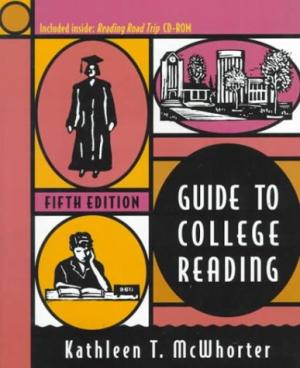 Included inside: Reading Road Trip CD-ROM
FIFTH EDITION
GUIDE TO
COLLEGE
READING
Kathleen T. McWhorter